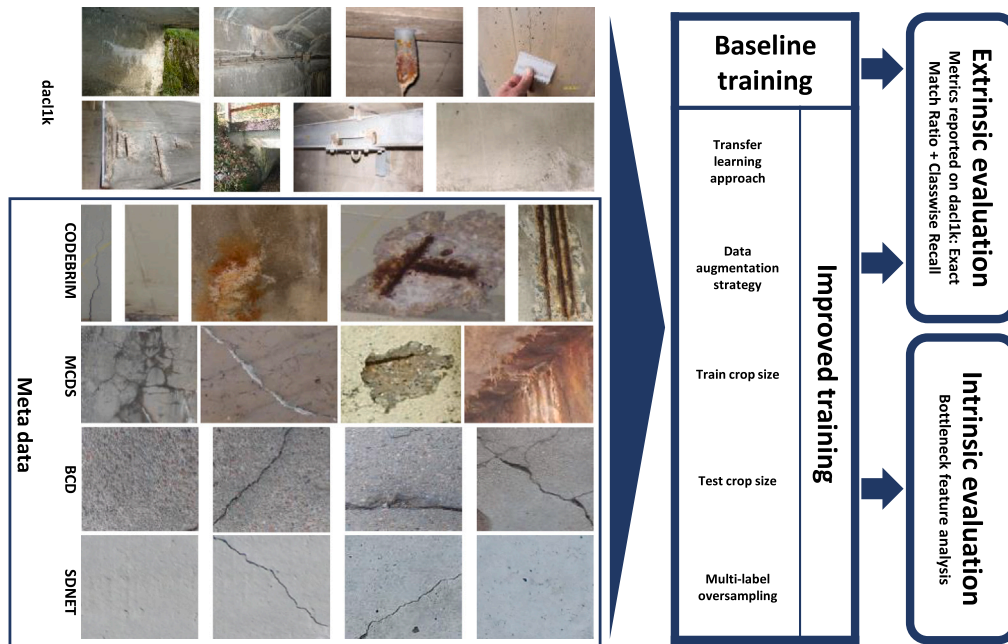 dacl1k
Meta data
CODEBRIM
MCDS
BCD
SDNET
Baseline
training
Transfer
learning
approach
Data
augmentation
strategy
Train crop size
Test crop size
Multi-label
oversampling
Improved training
Extrinsic evaluation
Metrics reported on dacl1k: Exact
Match Ratio + Classwise Recall
Intrinsic evaluation
Bottleneck feature analysis